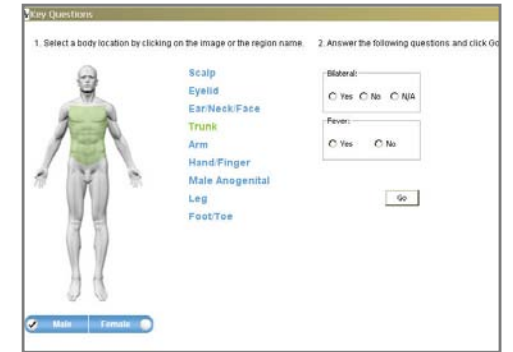 Key Questions
1. Select a body location by clicking on the image or the region name.
2. Answer the following questions and click Go
Scalp
Eyelid
Ear/Neck/Face
Trunk
Arm
Hand/Finger
Male Anogenital
Leg
Foot/Toe
Bilateral:
Yes No N/A
Fever:
Yes No
Go
Male Female